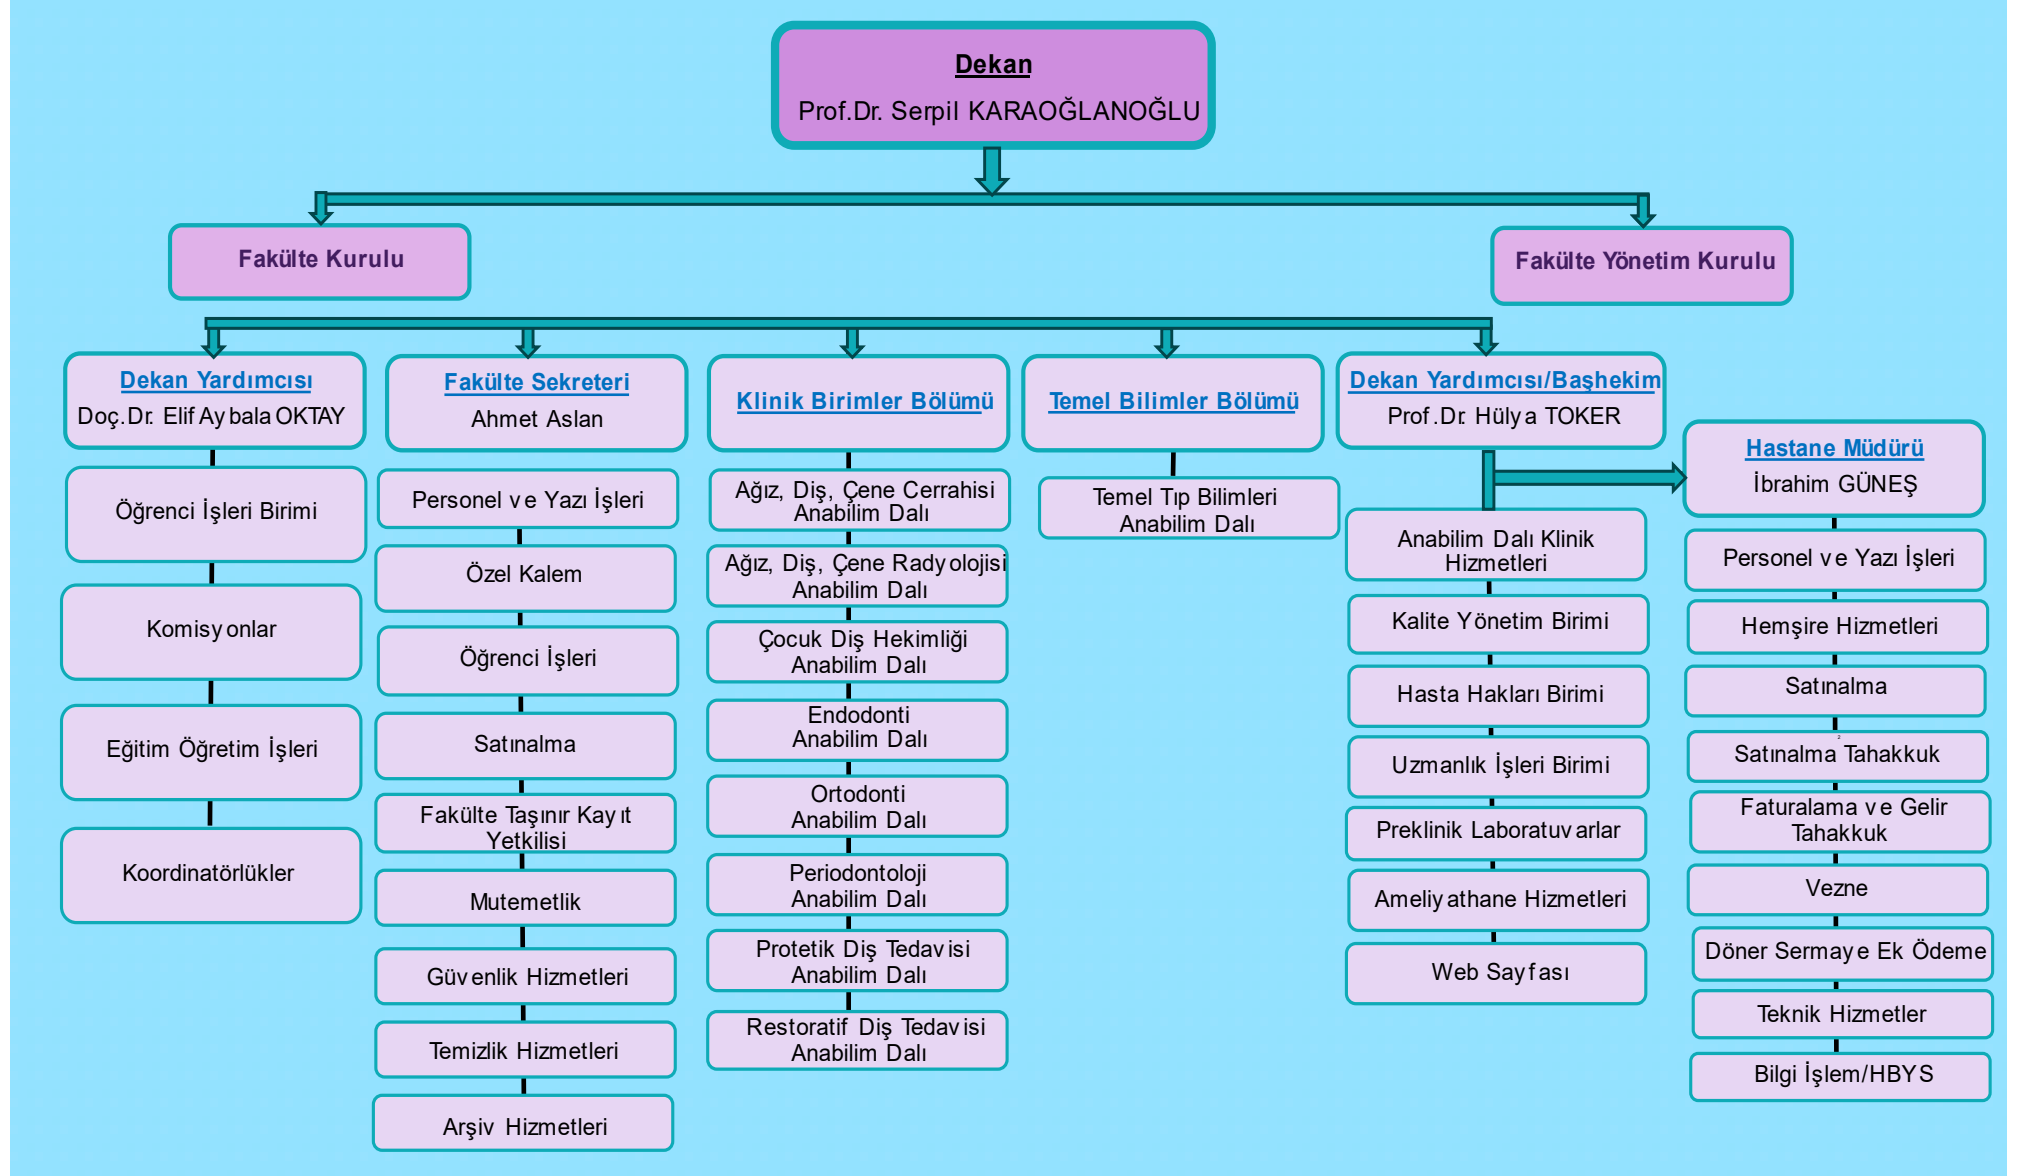 Dekan
Prof.Dr. Serpil KARAOĞLANOĞLU
Fakülte Kurulu
Fakülte Yönetim Kurulu
Dekan Yardımcısı
Doç.Dr. Elif Aybala OKTAY
Öğrenci İşleri Birimi
Komisyonlar
Eğitim Öğretim İşleri
Koordinatörlükler
Fakülte Sekreteri
Ahmet Aslan
Personel ve Yazı İşleri
Özel Kalem
Öğrenci İşleri
Satınalma
Fakülte Taşınır Kayıt
Yetkilisi
Mutemetlik
Güvenlik Hizmetleri
Temizlik Hizmetleri
Arşiv Hizmetleri
Klinik Birimler Bölümü
Ağız, Diş, Çene Cerrahisi
Anabilim Dalı
Ağız, Diş, Çene Radyolojisi
Anabilim Dalı
Çocuk Diş Hekimliği
Anabilim Dalı
Endodonti
Anabilim Dalı
Ortodonti
Anabilim Dalı
Periodontoloji
Anabilim Dalı
Protetik Diş Tedavisi
Anabilim Dalı
Restoratif Diş Tedavisi
Anabilim Dalı
Temel Bilimler Bölümü
Temel Tıp Bilimleri
Anabilim Dalı
Dekan Yardımcısı/Başhekim
Prof.Dr. Hülya TOKER
Anabilim Dalı Klinik
Hizmetleri
Kalite Yönetim Birimi
Hasta Hakları Birimi
Uzmanlık İşleri Birimi
Preklinik Laboratuvarlar
Ameliyathane Hizmetleri
Web Sayfası
Hastane Müdürü
İbrahim GÜNEŞ
Personel ve Yazı İşleri
Hemşire Hizmetleri
Satınalma
Satınalma Tahakkuk
Faturalama ve Gelir
Tahakkuk
Vezne
Döner Sermaye Ek Ödeme
Teknik Hizmetler
Bilgi İşlem/HBYS